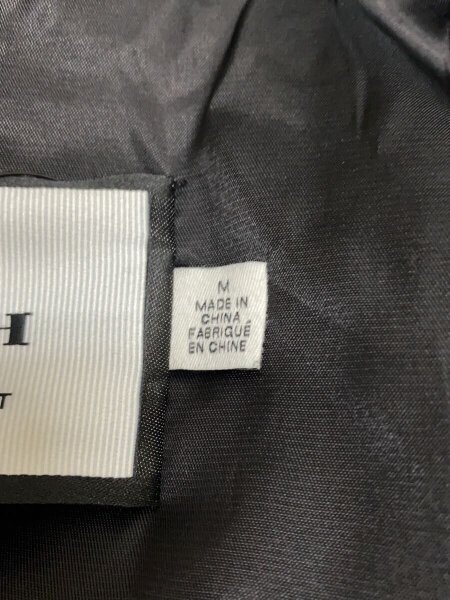 H
T
M
MADE IN
CHINA
FABRIQUÉ
EN CHINE